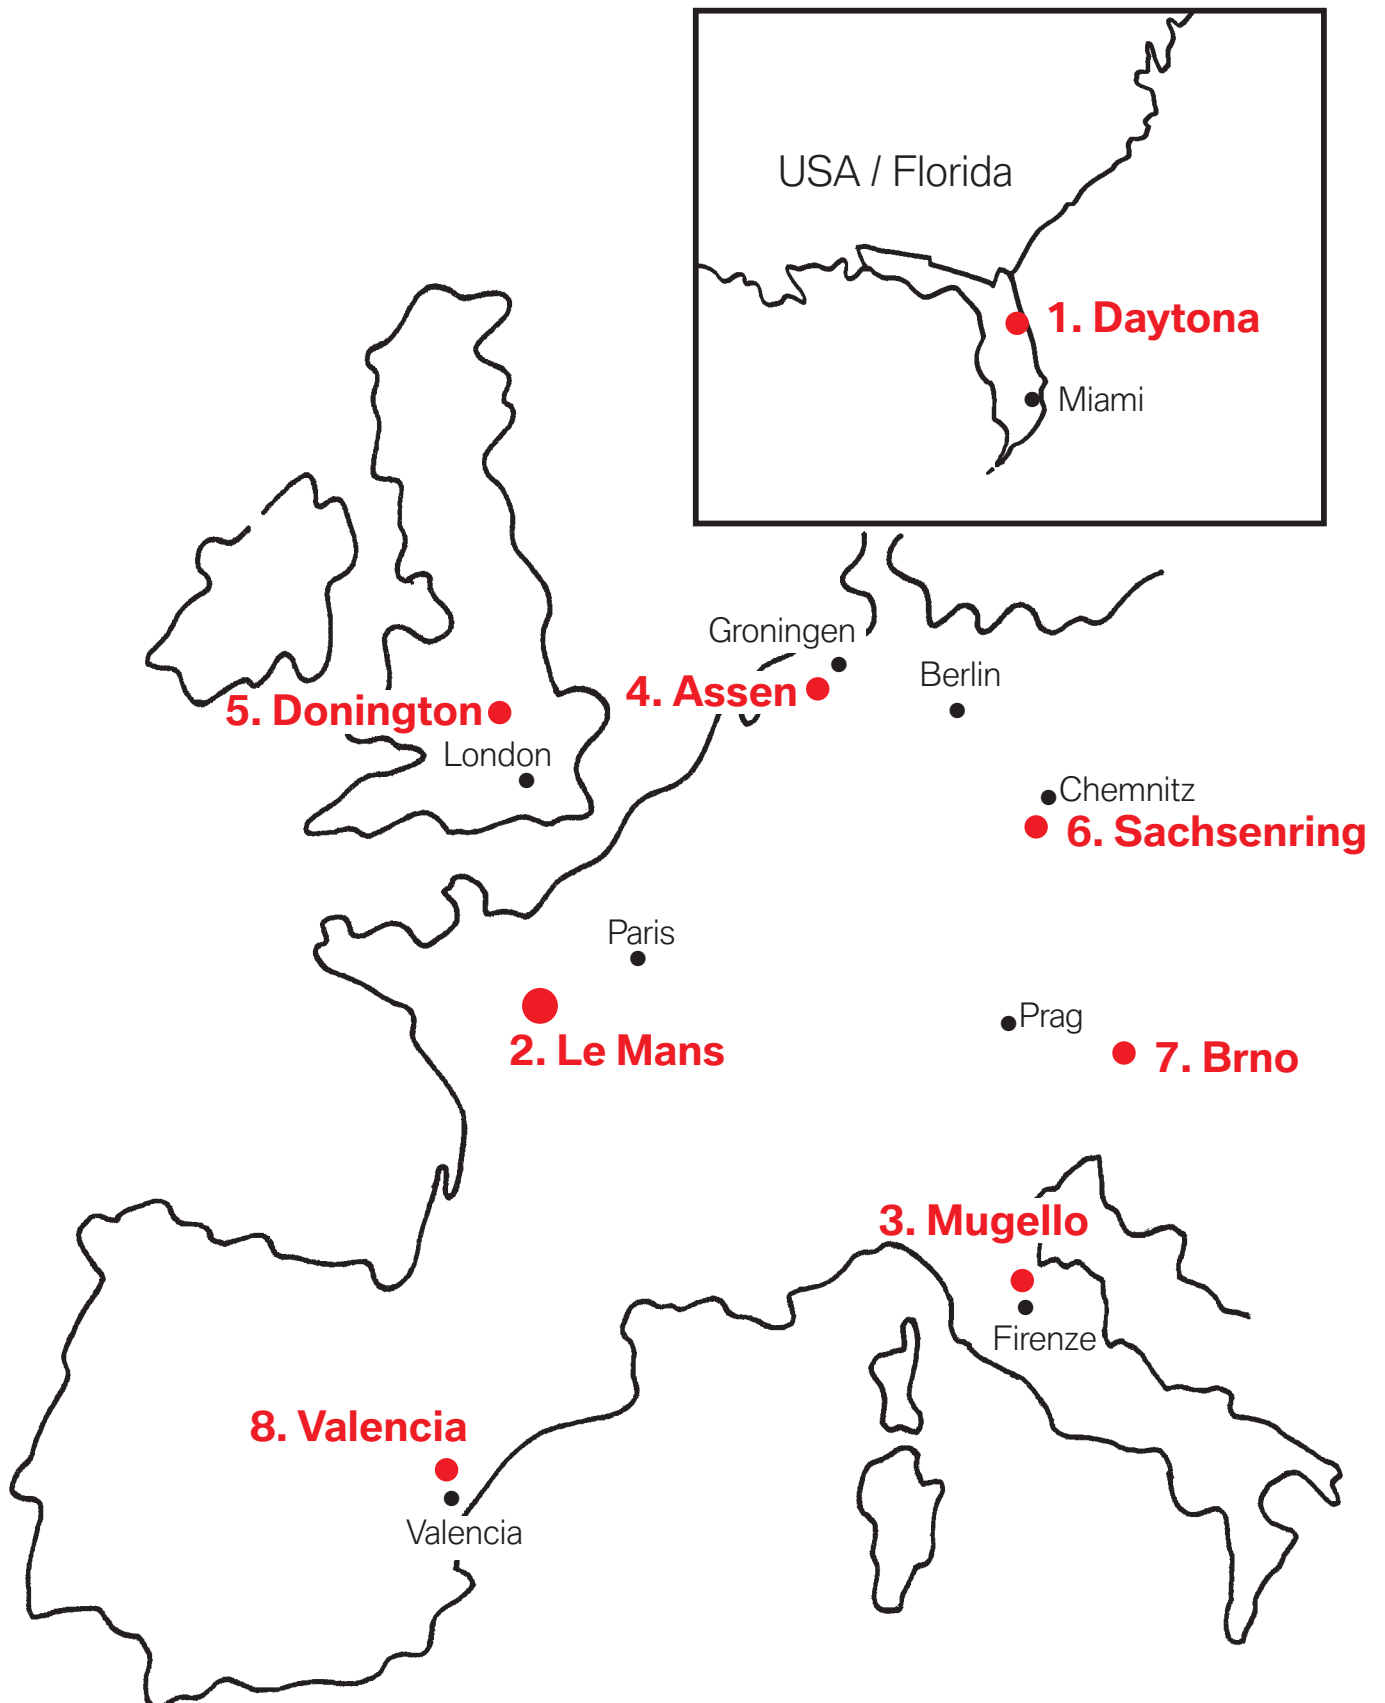 USA / Florida
1. Daytona
Miami
Groningen
4. Assen
Berlin
5. Donington
London
Chemnitz
6. Sachsenring
Paris
2. Le Mans
Prag
7. Brno
3. Mugello
Firenze
8. Valencia
Valencia